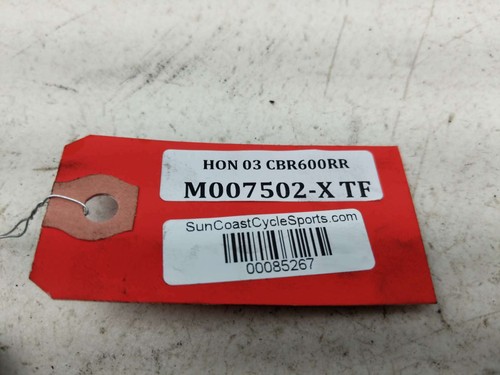 HON 03 CBR600RR
M007502-X TF
SunCoastCycleSports.com
00085267